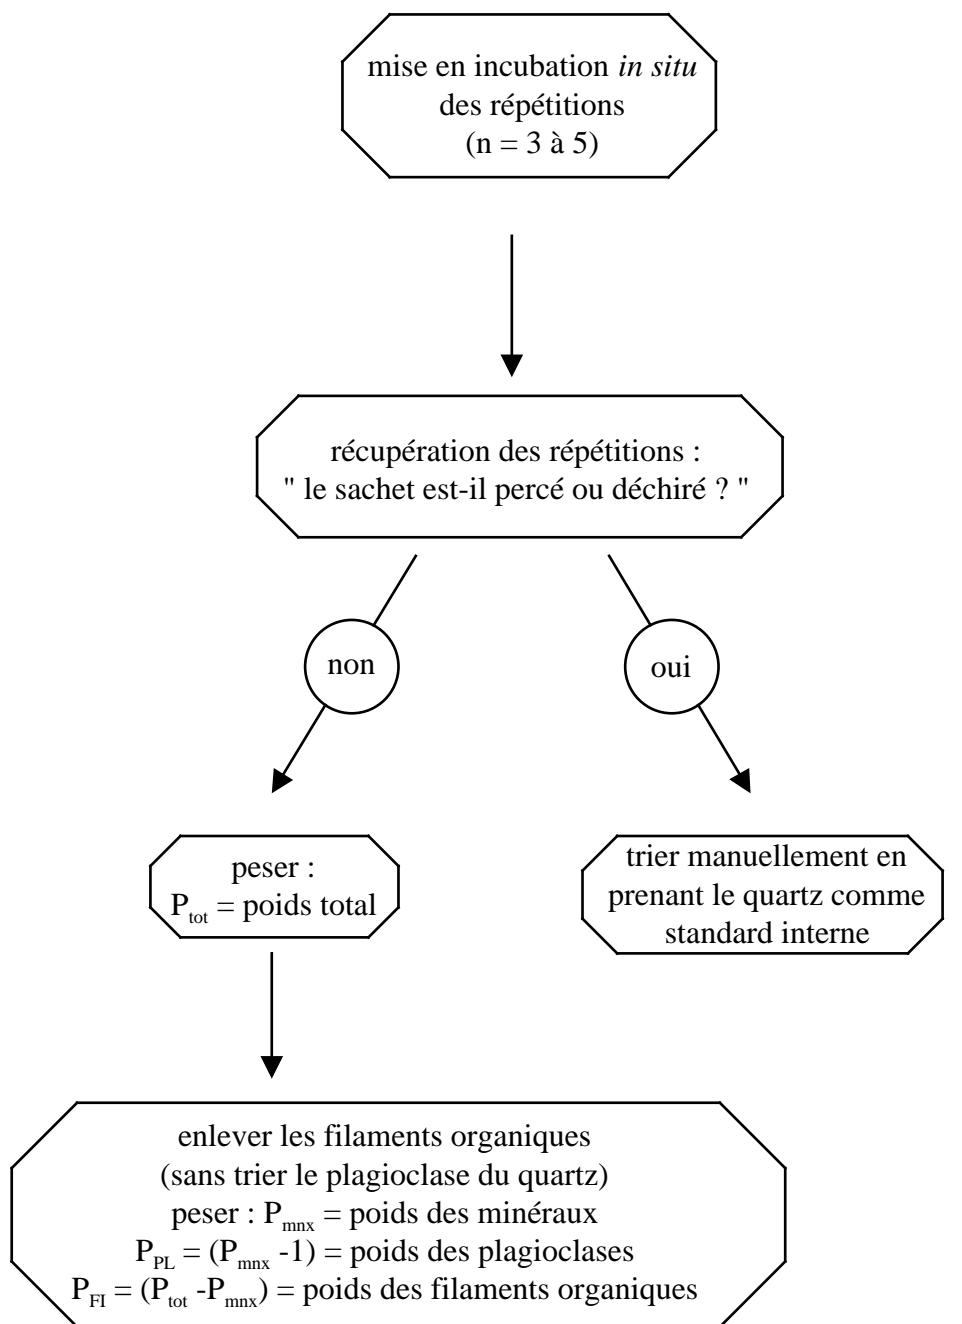 mise en incubation in situ
des répétitions
(n = 3 à 5)
récupération des répétitions :
" le sachet est-il percé ou déchiré ? "
non
oui
peser :
Ptot = poids total
trier manuellement en
prenant le quartz comme
standard interne
enlever les filaments organiques
(sans trier le plagioclase du quartz)
peser : Pmnx = poids des minéraux
PPL = (Pmnx -1) = poids des plagioclases
PFI = (Ptot -Pmnx) = poids des filaments organiques